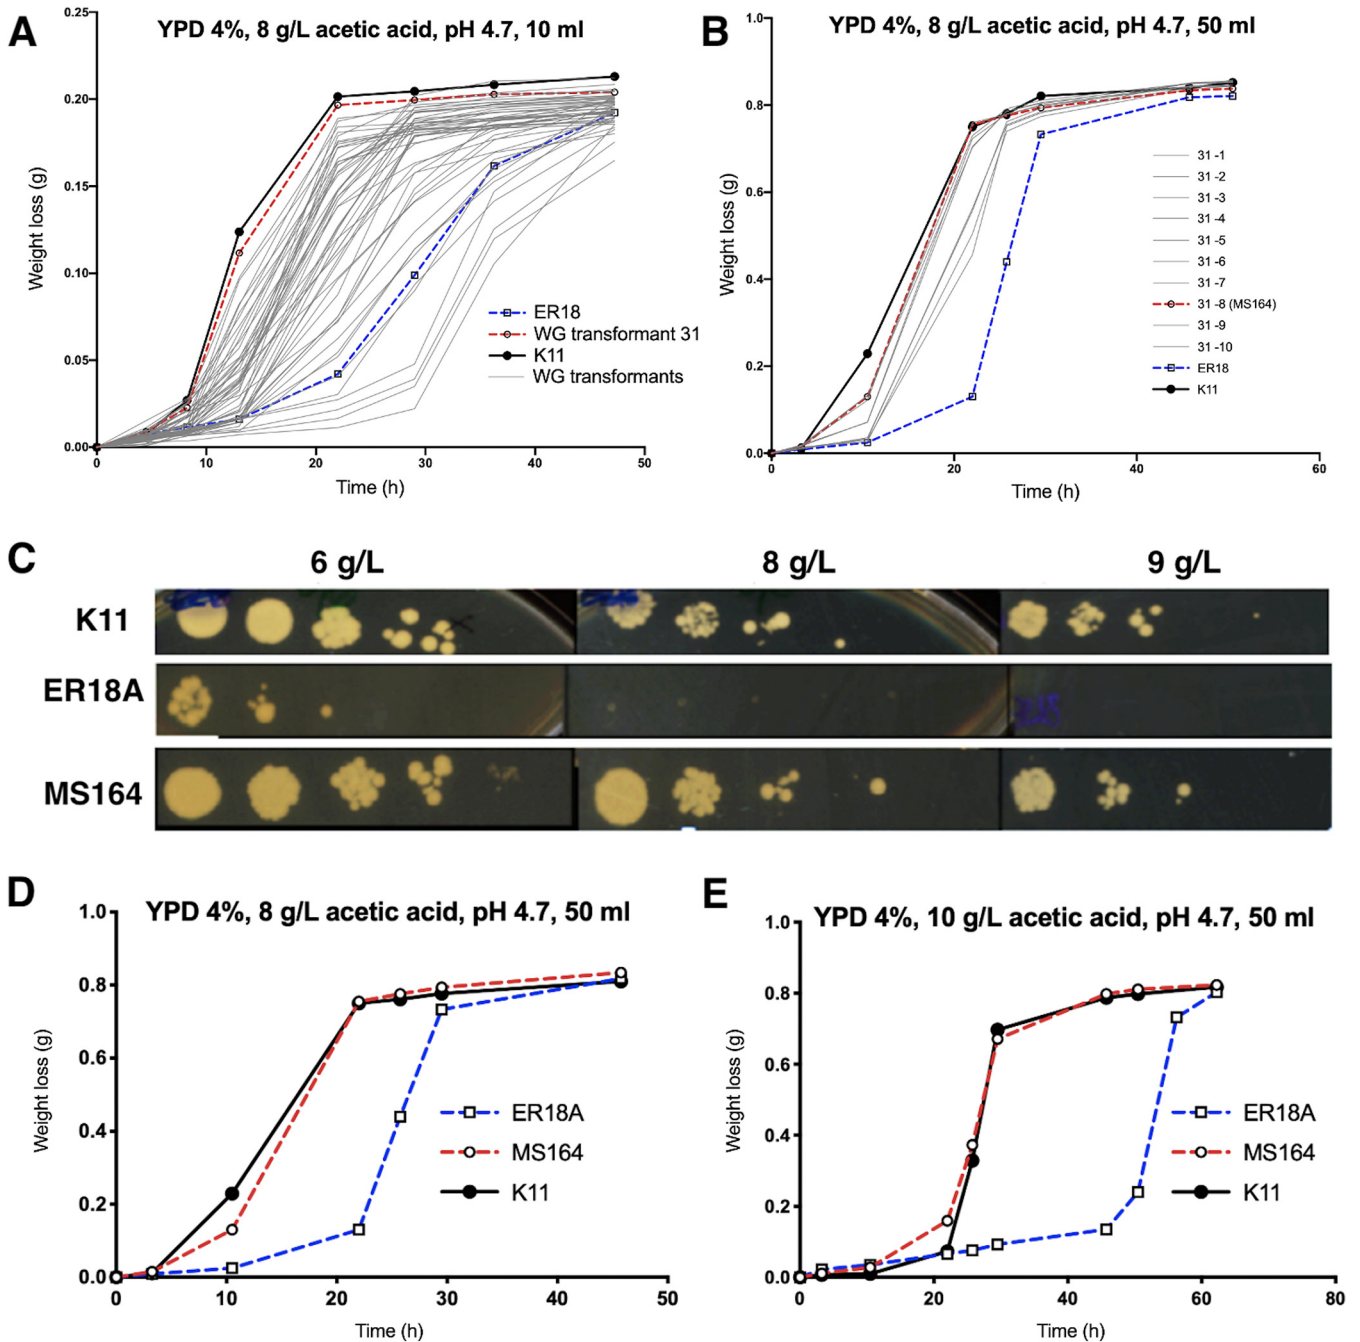 A
YPD 4%, 8 g/L acetic acid, pH 4.7, 10 ml
Weight loss (g)
0.25
0.20
0.15
0.10
0.05
0.00
0 10 20 30 40 50
Time (h)
ER18
WG transformant 31
K11
WG transformants
B
YPD 4%, 8 g/L acetic acid, pH 4.7, 50 ml
Weight loss (g)
1.0
0.8
0.6
0.4
0.2
0.0
0 20 40 60
Time (h)
31 -1
31 -2
31 -3
31 -4
31 -5
31 -6
31 -7
31 -8 (MS164)
31 -9
31 -10
ER18
K11
C
6 g/L 8 g/L 9 g/L
K11
ER18A
MS164
D
YPD 4%, 8 g/L acetic acid, pH 4.7, 50 ml
Weight loss (g)
1.0
0.8
0.6
0.4
0.2
0.0
0 10 20 30 40 50
Time (h)
ER18A
MS164
K11
E
YPD 4%, 10 g/L acetic acid, pH 4.7, 50 ml
Weight loss (g)
1.0
0.8
0.6
0.4
0.2
0.0
0 20 40 60 80
Time (h)
ER18A
MS164
K11